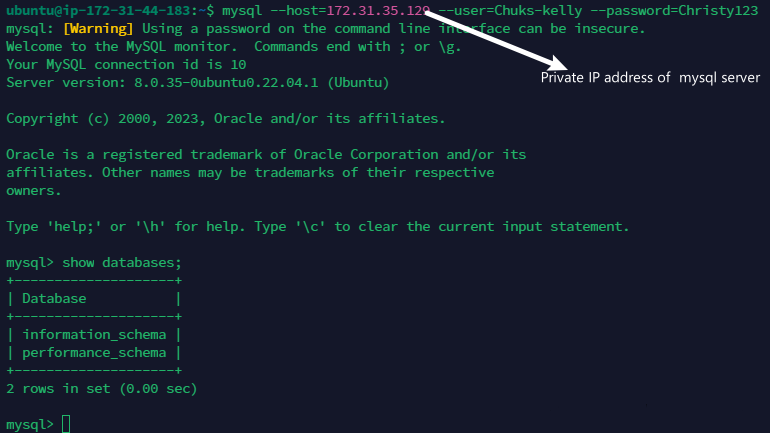 ubuntu@ip-172-31-44-183:~$ mysql --host=172.31.35.129 --user=Chuks-kelly --password=Christy123
mysql: [Warning] Using a password on the command line interface can be insecure.
Welcome to the MySQL monitor.  Commands end with ; or \g.
Your MySQL connection id is 10
Server version: 8.0.35-0ubuntu0.22.04.1 (Ubuntu)
Private IP address of  mysql server
Copyright (c) 2000, 2023, Oracle and/or its affiliates.
Oracle is a registered trademark of Oracle Corporation and/or its
affiliates. Other names may be trademarks of their respective
owners.
Type 'help;' or '\h' for help. Type '\c' to clear the current input statement.
mysql> show databases;
+--------------------+
| Database           |
+--------------------+
| information_schema |
| performance_schema |
+--------------------+
2 rows in set (0.00 sec)
mysql>